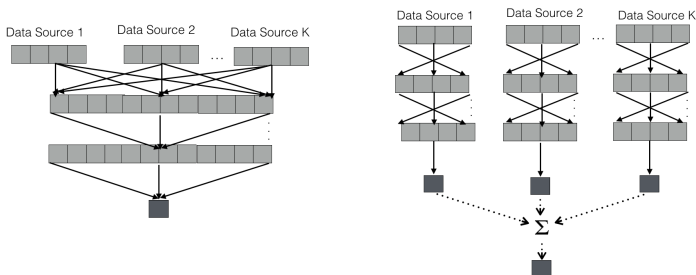 Data Source 1 Data Source 2 Data Source K
...
Data Source 1 Data Source 2 Data Source K
...
Σ